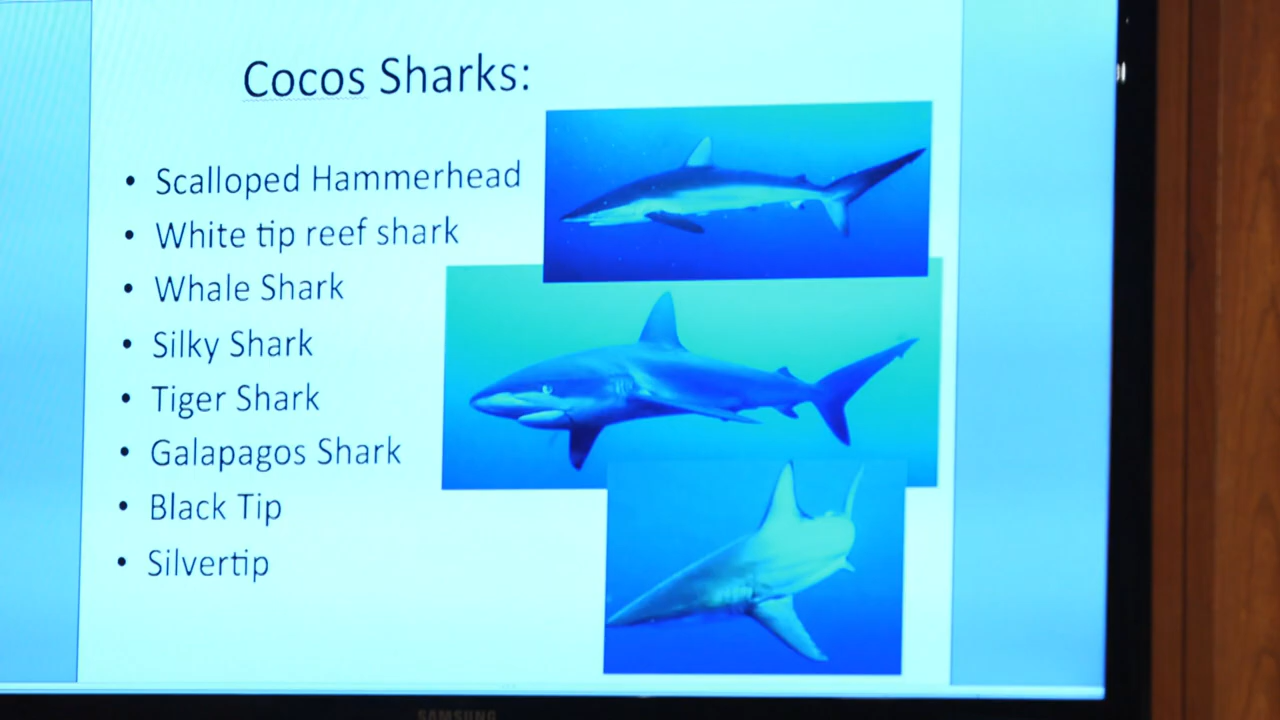 Cocos Sharks:
• Scalloped Hammerhead
• White tip reef shark
• Whale Shark
• Silky Shark
• Tiger Shark
• Galapagos Shark
• Black Tip
• Silvertip
SAMSUNG